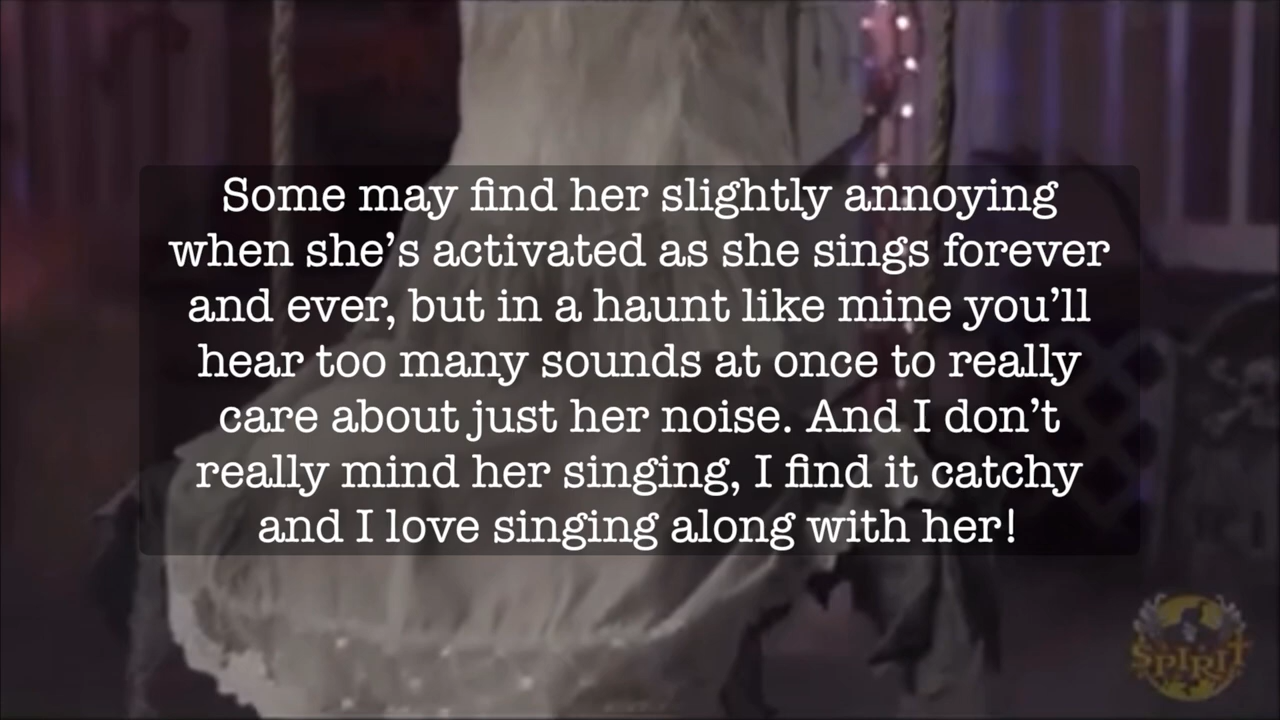 Some may find her slightly annoying
when she’s activated as she sings forever
and ever, but in a haunt like mine you’ll
hear too many sounds at once to really
care about just her noise. And I don’t
really mind her singing, I find it catchy
and I love singing along with her!
SPIRIT